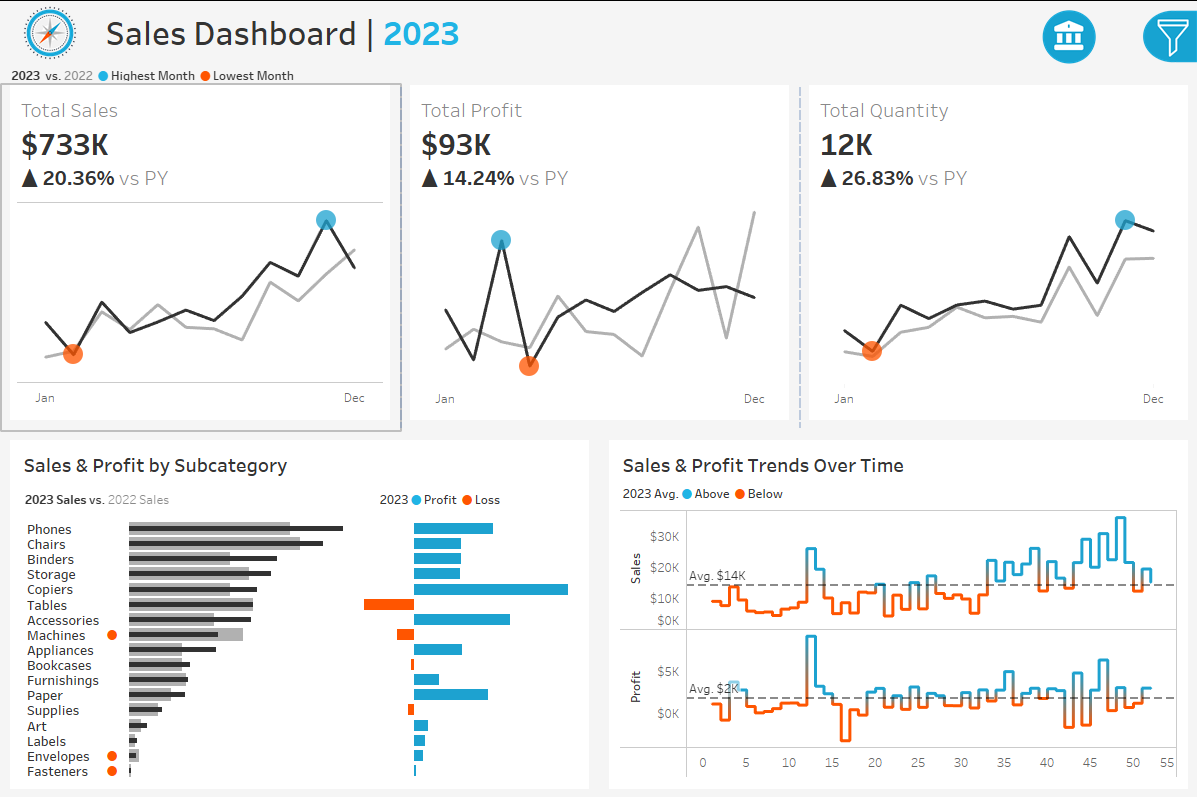 Sales Dashboard | 2023
2023 vs. 2022 Highest Month Lowest Month
Total Sales
$733K
▲ 20.36% vs PY
Jan Dec
Total Profit
$93K
▲ 14.24% vs PY
Jan Dec
Total Quantity
12K
▲ 26.83% vs PY
Jan Dec
Sales & Profit by Subcategory
2023 Sales vs. 2022 Sales
2023 Profit Loss
Phones
Chairs
Binders
Storage
Copiers
Tables
Accessories
Machines
Appliances
Bookcases
Furnishings
Paper
Supplies
Art
Labels
Envelopes
Fasteners
Sales & Profit Trends Over Time
2023 Avg. Above Below
Sales
$30K
$20K
$10K
$0K
Avg. $14K
Profit
$5K
$0K
Avg. $2K
0 5 10 15 20 25 30 35 40 45 50 55